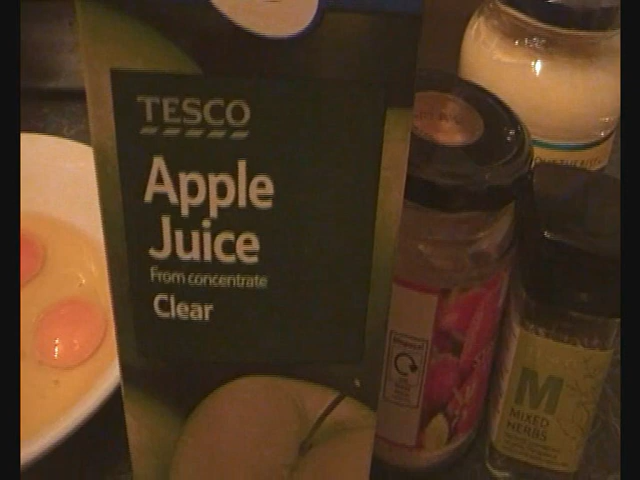 TESCO
Apple
Juice
From concentrate
Clear
M
MIXED
HERBS